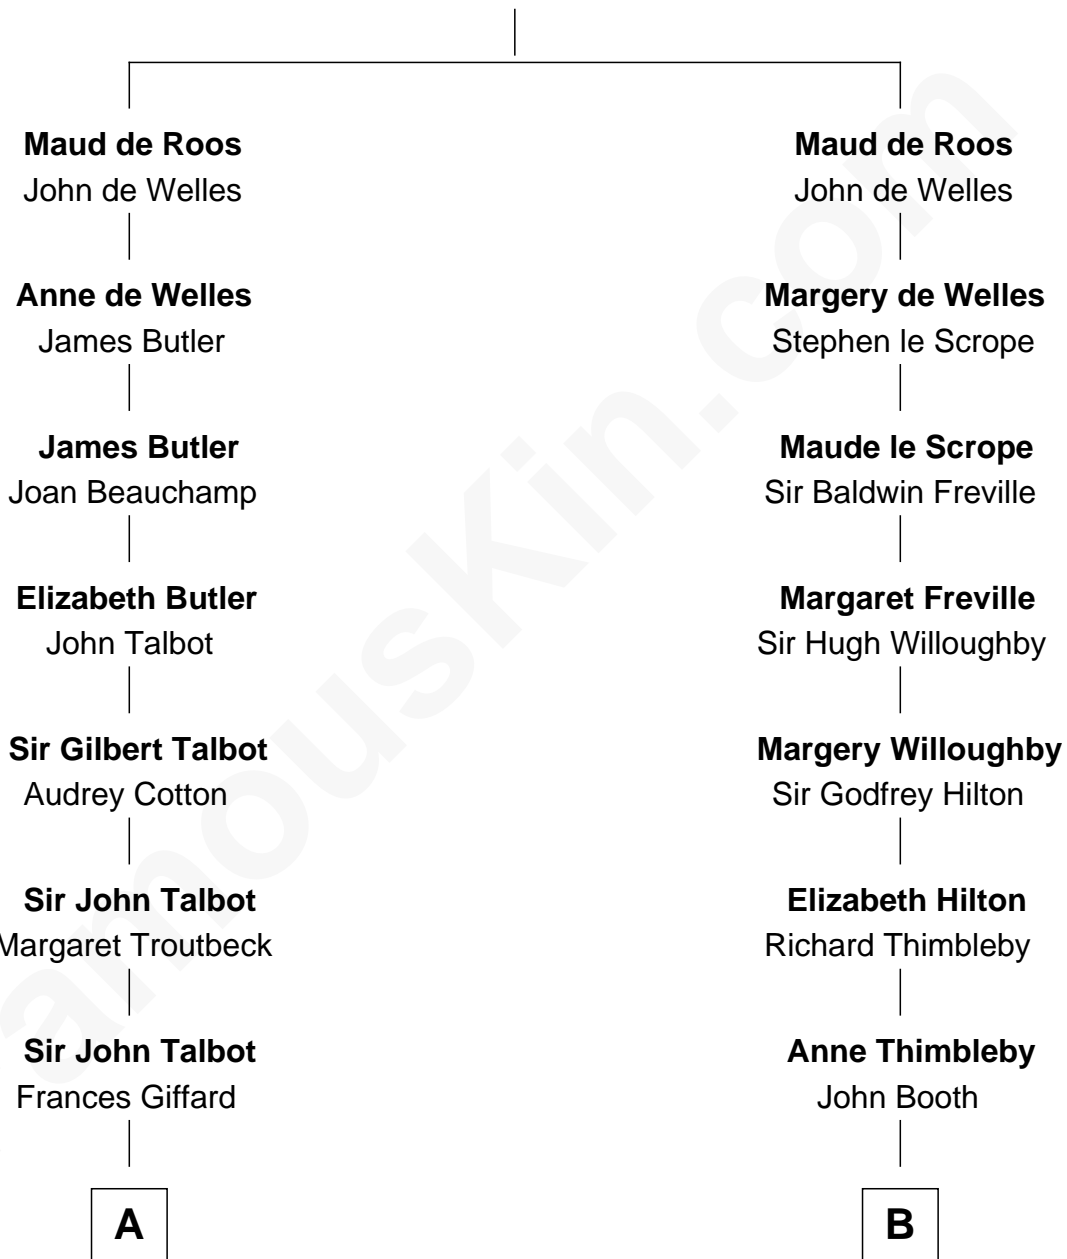 Maud de Roos
John de Welles
Maud de Roos
John de Welles
Anne de Welles
James Butler
Margery de Welles
Stephen le Scrope
James Butler
Joan Beauchamp
Maude le Scrope
Sir Baldwin Freville
Elizabeth Butler
John Talbot
Margaret Freville
Sir Hugh Willoughby
Sir Gilbert Talbot
Audrey Cotton
Margery Willoughby
Sir Godfrey Hilton
Sir John Talbot
Margaret Troutbeck
Elizabeth Hilton
Richard Thimbleby
Sir John Talbot
Frances Giffard
Anne Thimbleby
John Booth
A
B
amouskin.com